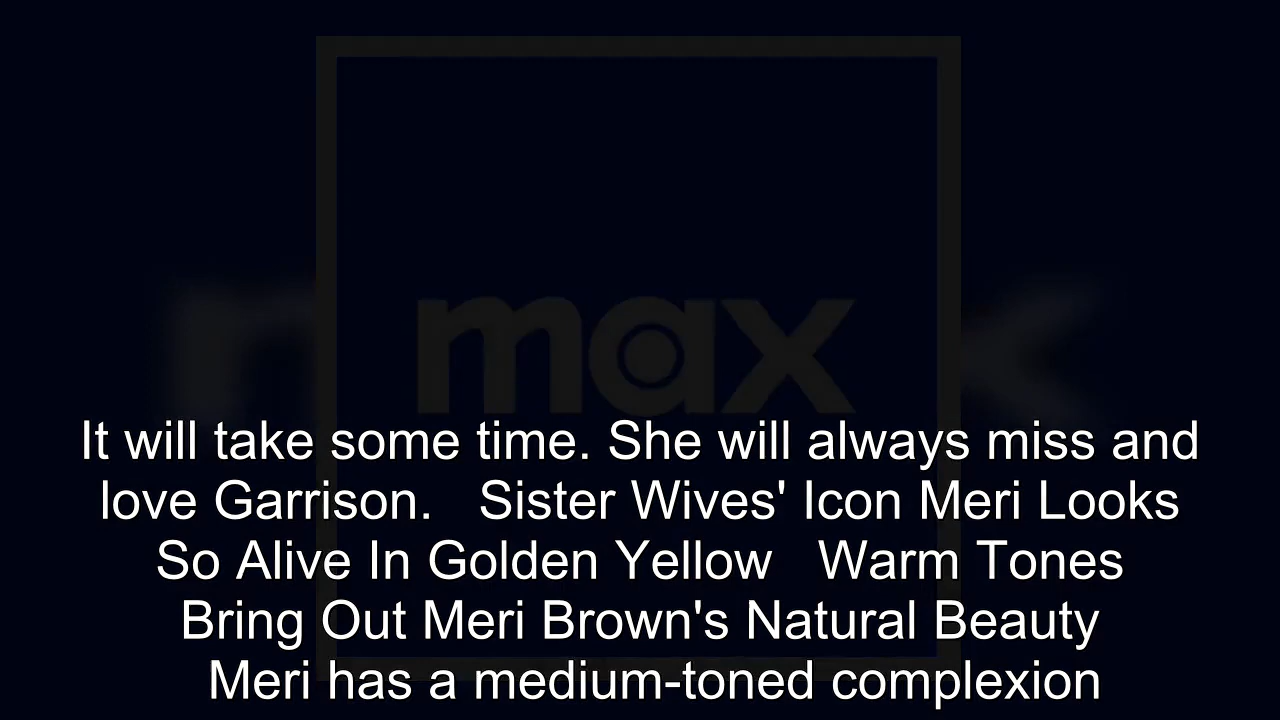 max
It will take some time. She will always miss and
love Garrison.   Sister Wives' Icon Meri Looks
So Alive In Golden Yellow   Warm Tones
Bring Out Meri Brown's Natural Beauty
Meri has a medium-toned complexion